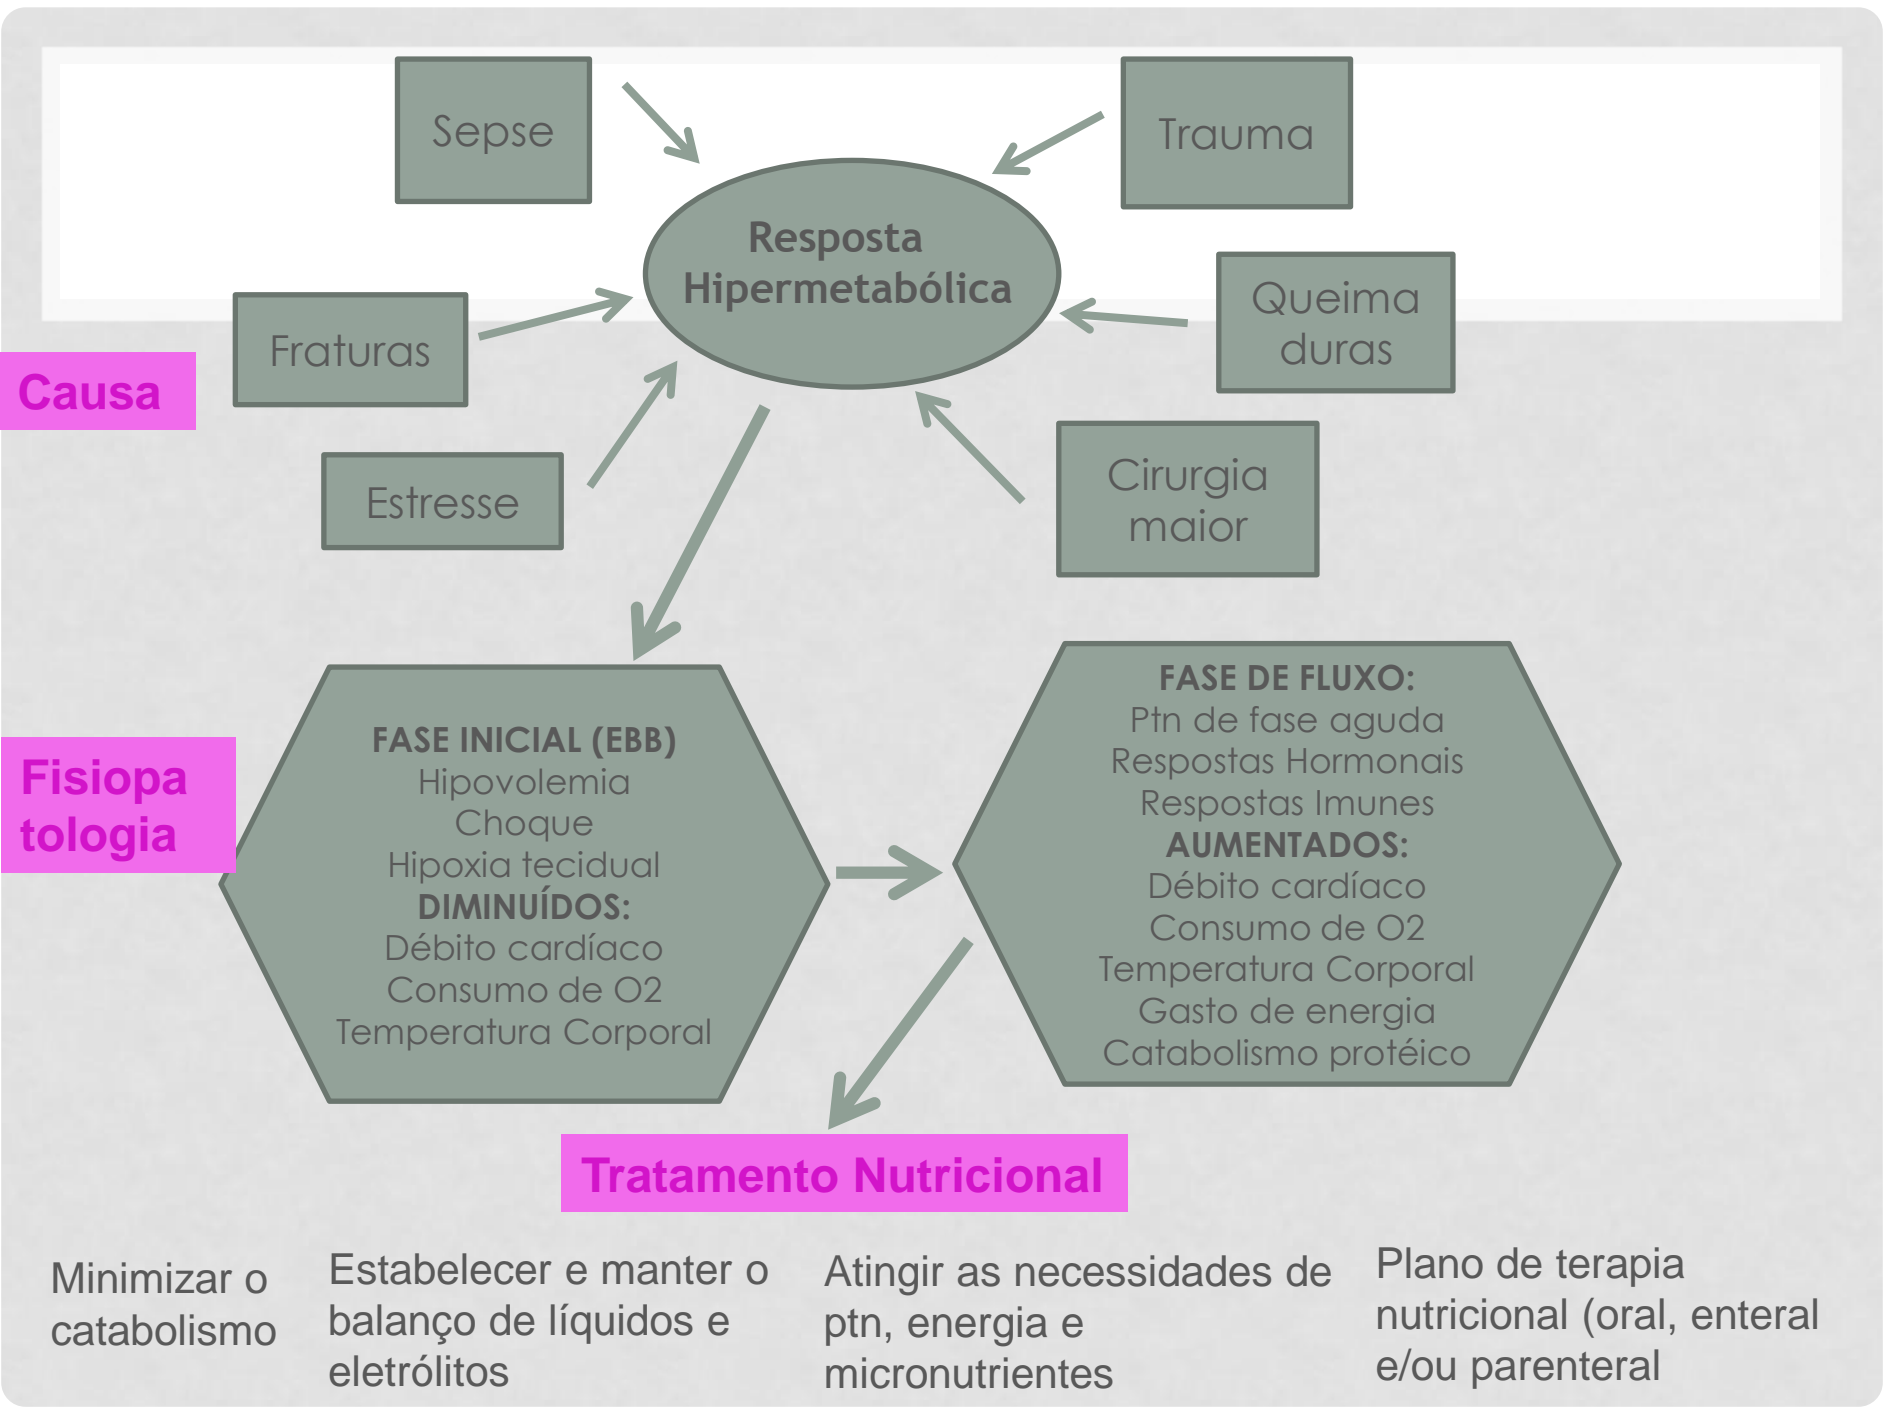 Sepse
Trauma
Resposta
Hipermetabólica
Queima
duras
Fraturas
Causa
Cirurgia
maior
Estresse
FASE INICIAL (EBB)
Hipovolemia
Choque
Hipoxia tecidual
DIMINUÍDOS:
Débito cardíaco
Consumo de O2
Temperatura Corporal
FASE DE FLUXO:
Ptn de fase aguda
Respostas Hormonais
Respostas Imunes
AUMENTADOS:
Débito cardíaco
Consumo de O2
Temperatura Corporal
Gasto de energia
Catabolismo protéico
Fisiopa
tologia
Tratamento Nutricional
Minimizar o
catabolismo
Estabelecer e manter o
balanço de líquidos e
eletrólitos
Atingir as necessidades de
ptn, energia e
micronutrientes
Plano de terapia
nutricional (oral, enteral
e/ou parenteral